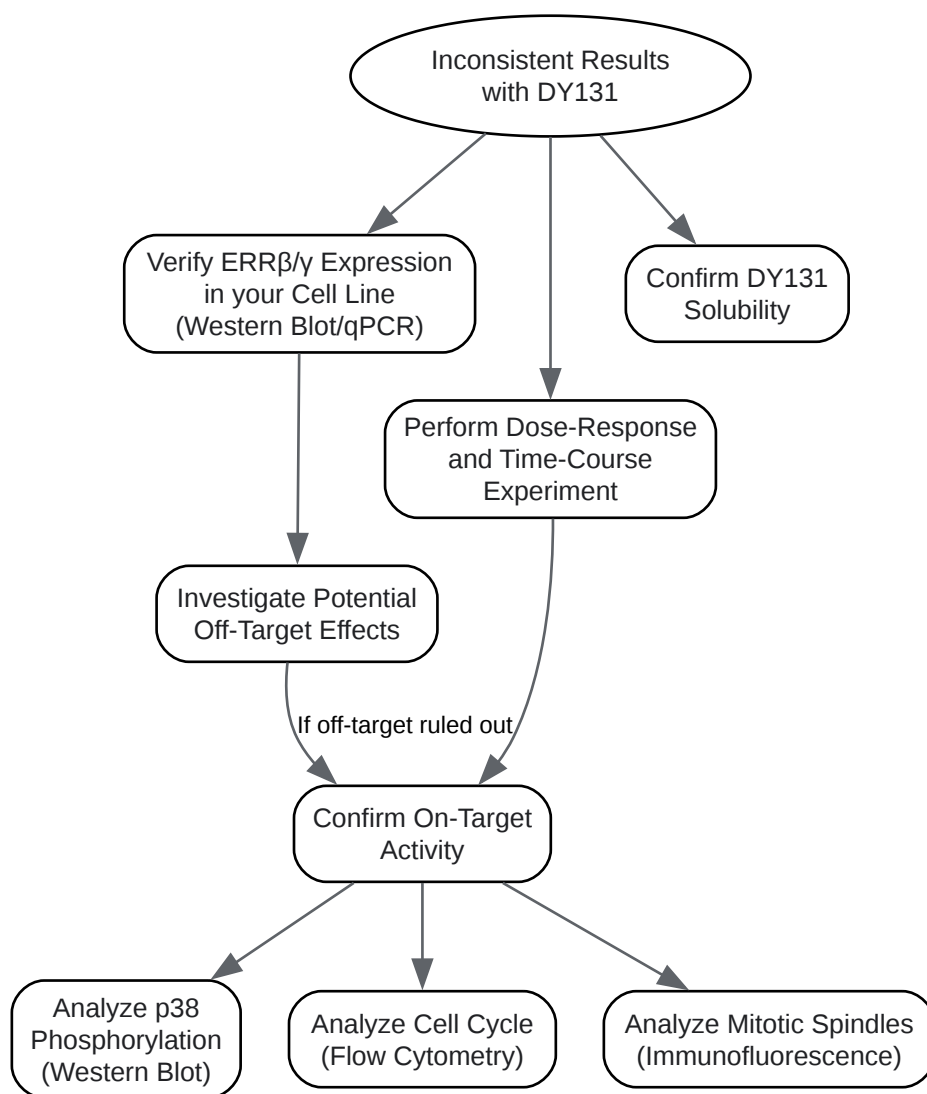 Inconsistent Results
with DY131
Verify ERRβ/γ Expression
in your Cell Line
(Western Blot/qPCR)
Confirm DY131
Solubility
Perform Dose-Response
and Time-Course
Experiment
Investigate Potential
Off-Target Effects
If off-target ruled out
Confirm On-Target
Activity
Analyze p38
Phosphorylation
(Western Blot)
Analyze Cell Cycle
(Flow Cytometry)
Analyze Mitotic Spindles
(Immunofluorescence)